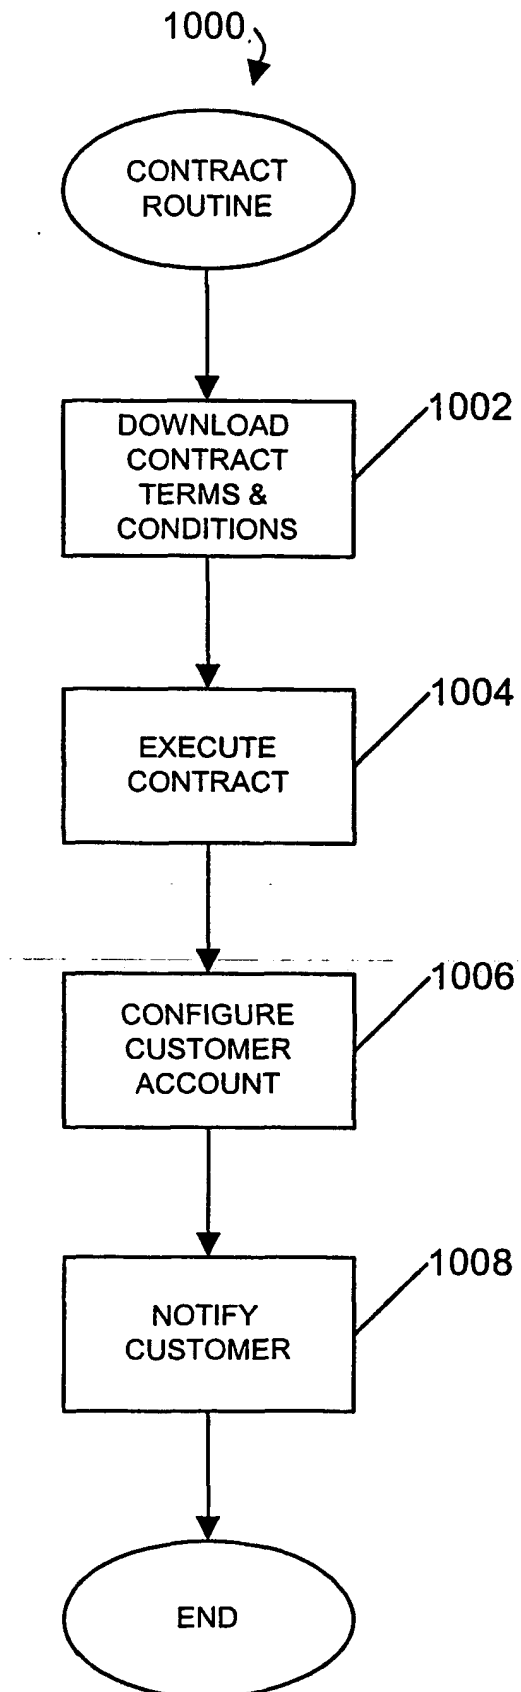 1000
CONTRACT
ROUTINE
1002
DOWNLOAD
CONTRACT
TERMS &
CONDITIONS
1004
EXECUTE
CONTRACT
1006
CONFIGURE
CUSTOMER
ACCOUNT
1008
NOTIFY
CUSTOMER
END